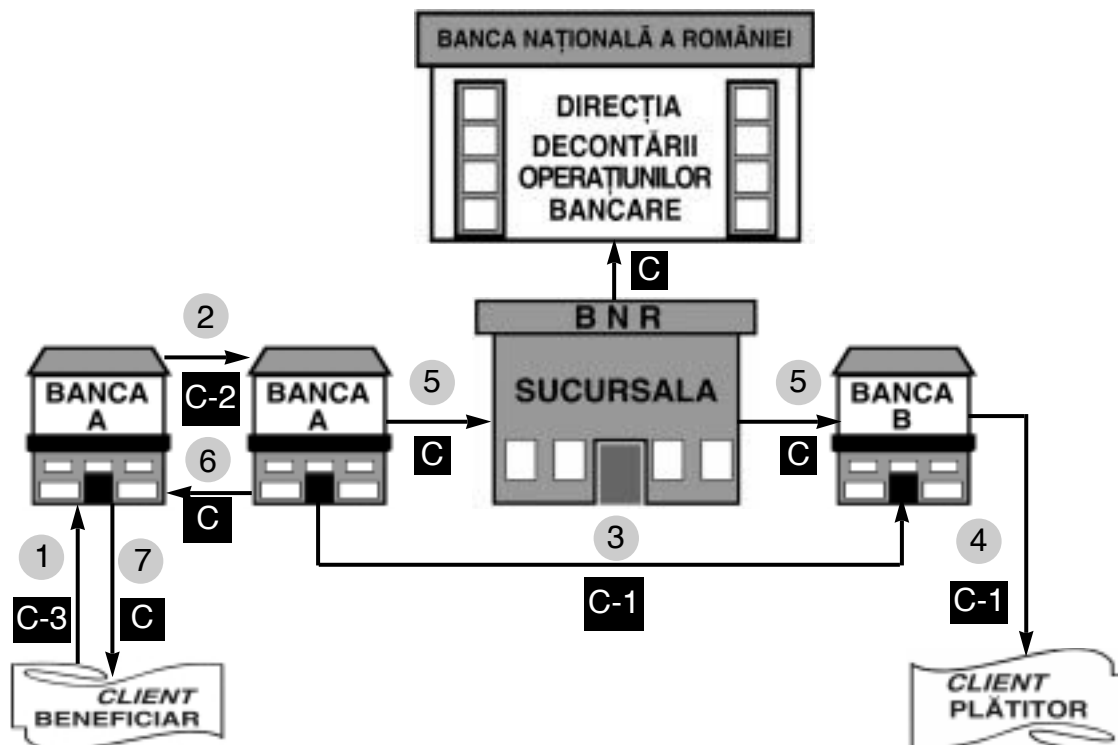 BANCA NAȚIONALĂ A ROMÂNIEI
DIRECȚIA
DECONTĂRII
OPERAȚIUNILOR
BANCARE
C
B N R
SUCURSALA
2
C-2
BANCA
A
BANCA
A
5
C
5
C
BANCA
B
6
C
1
C-3
7
C
3
C-1
4
C-1
CLIENT
BENEFICIAR
CLIENT
PLĂTITOR